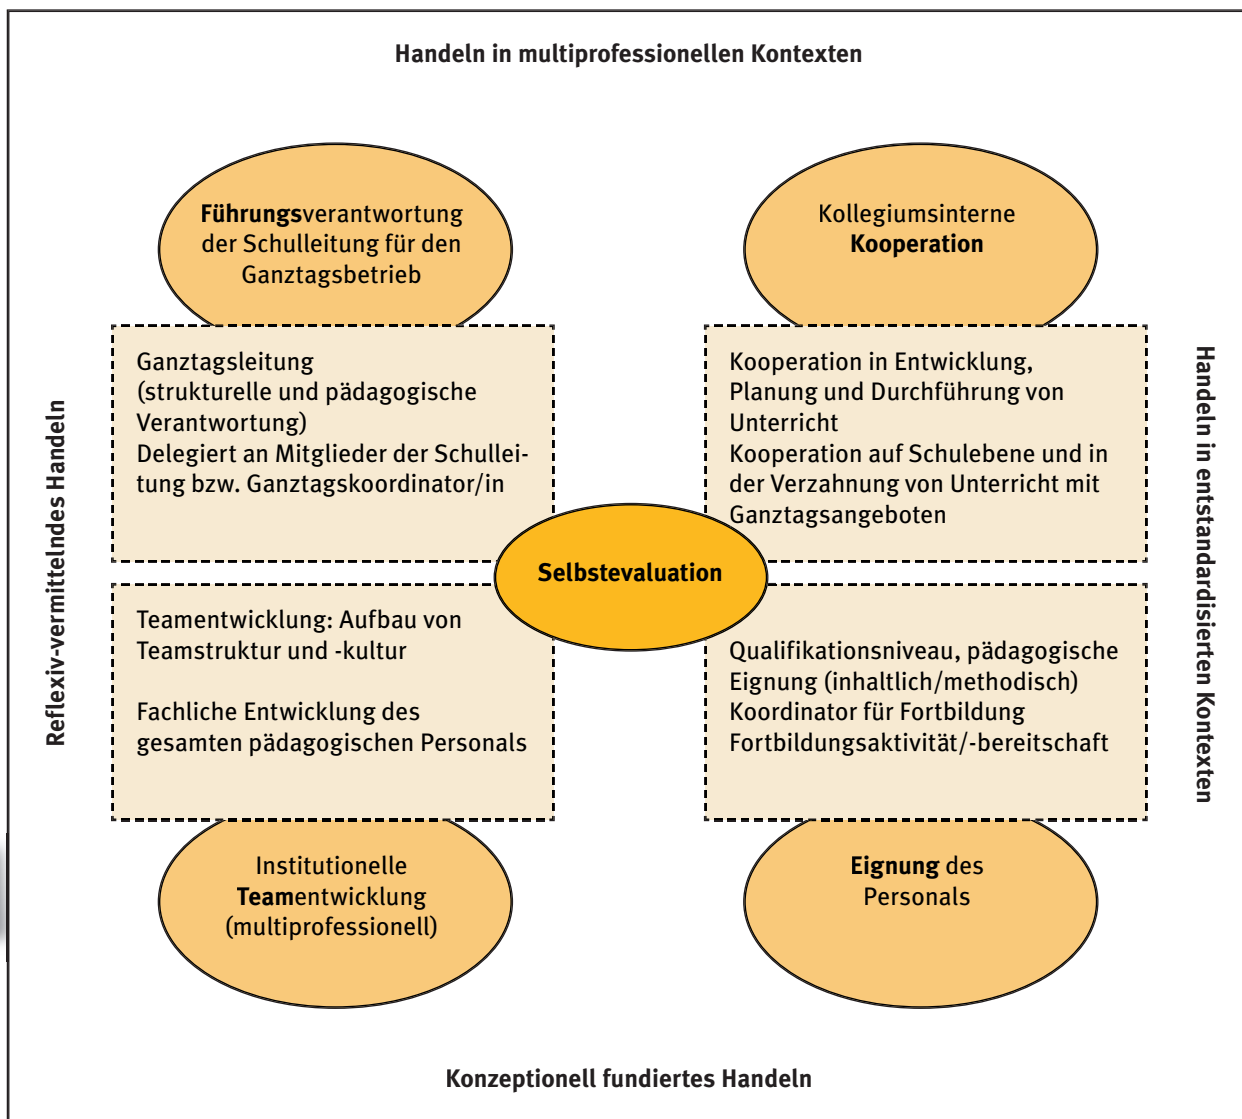 Handeln in multiprofessionellen Kontexten
Führungsverantwortung
der Schulleitung für den
Ganztagsbetrieb
Kollegiumsinterne
Kooperation
Ganztagsleitung
(strukturelle und pädagogische
Verantwortung)
Delegiert an Mitglieder der Schullei-
tung bzw. Ganztagskoordinator/in
Kooperation in Entwicklung,
Planung und Durchführung von
Unterricht
Kooperation auf Schulebene und in
der Verzahnung von Unterricht mit
Ganztagsangeboten
Reflexiv-vermittelndes Handeln
Handeln in entstandardisierten Kontexten
Selbstevaluation
Teamentwicklung: Aufbau von
Teamstruktur und -kultur
Fachliche Entwicklung des
gesamten pädagogischen Personals
Qualifikationsniveau, pädagogische
Eignung (inhaltlich/methodisch)
Koordinator für Fortbildung
Fortbildungsaktivität/-bereitschaft
Institutionelle
Teamentwicklung
(multiprofessionell)
Eignung des
Personals
Konzeptionell fundiertes Handeln